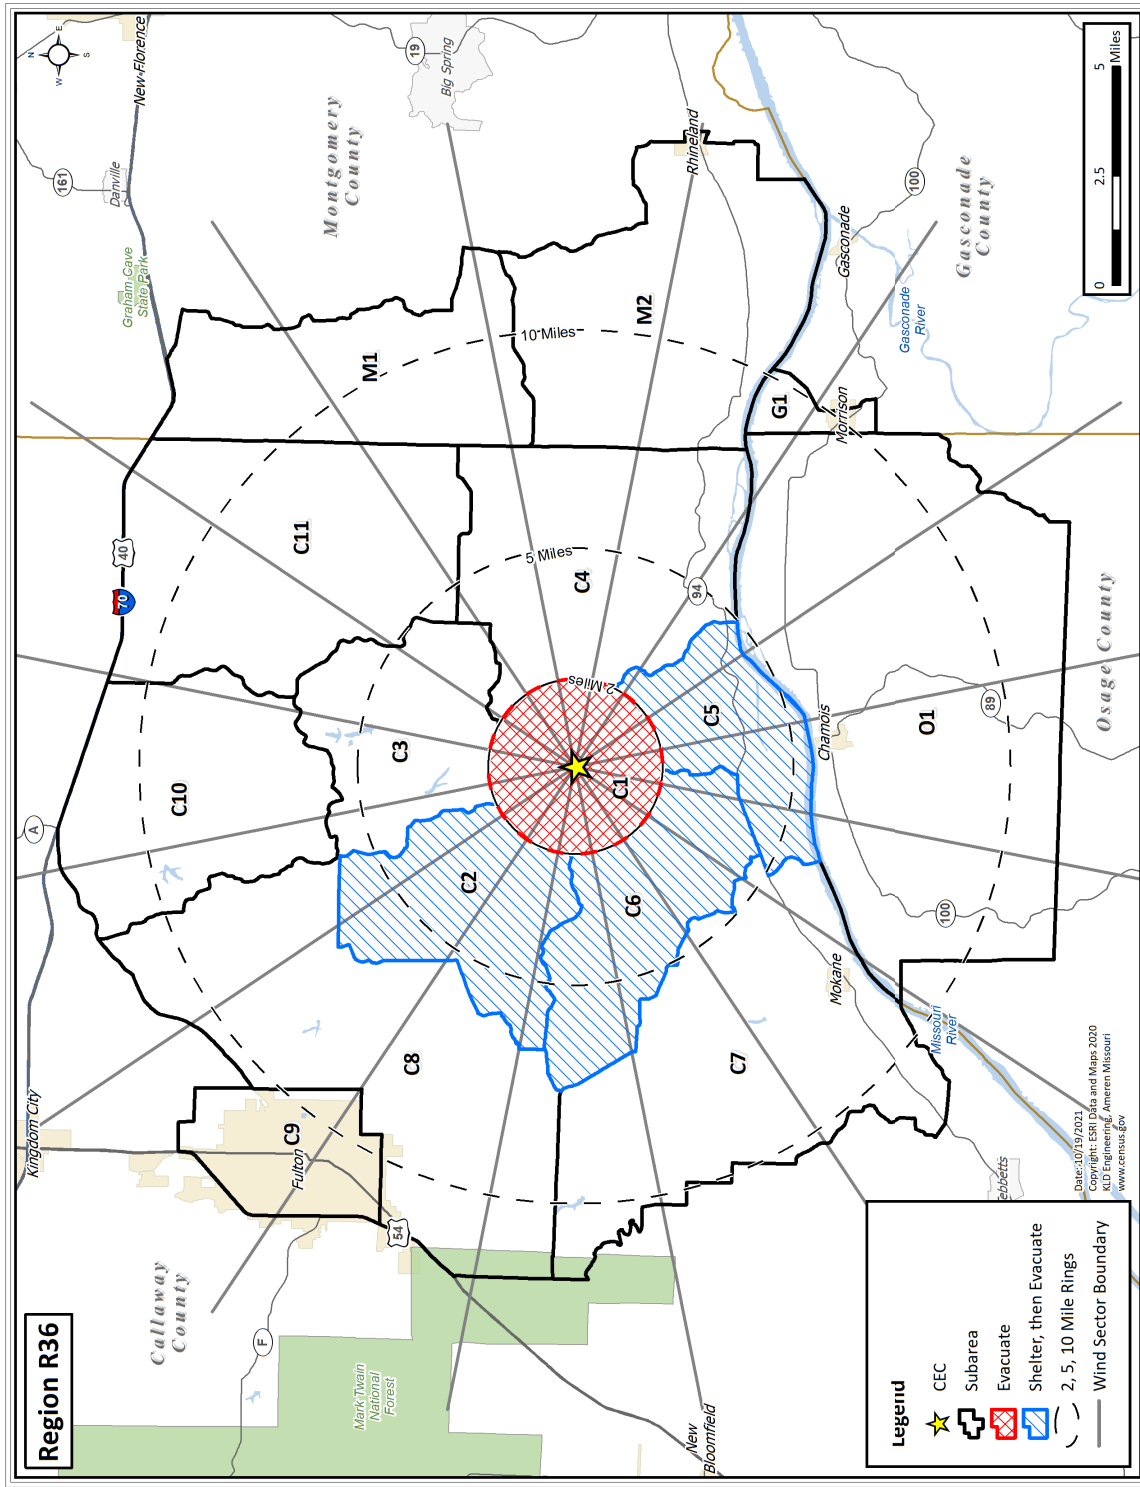 Region R36
N
E
S
W
New Florence
Danville
161
19
Big Spring
Montgomery
County
Graham Cave
State Park
Rhineland
100
Gasconade
Gasconade
County
Gasconade
River
Morrison
Kingdom City
A
40
70
10 Miles
5 Miles
2 Miles
M1
M2
G1
C11
C10
C3
C4
C1
C2
C5
C6
C7
C8
C9
O1
Fulton
54
F
Callaway
County
Mark Twain
National
Forest
New
Bloomfield
94
Chamois
89
100
Mokane
Missouri
River
Osage County
Date: 10/19/2021
Copyright: ESRI Data and Maps 2020
KLD Engineering, Ameren Missouri
www.census.gov
0 2.5 5
Miles
Legend
CEC
Subarea
Evacuate
Shelter, then Evacuate
2, 5, 10 Mile Rings
Wind Sector Boundary